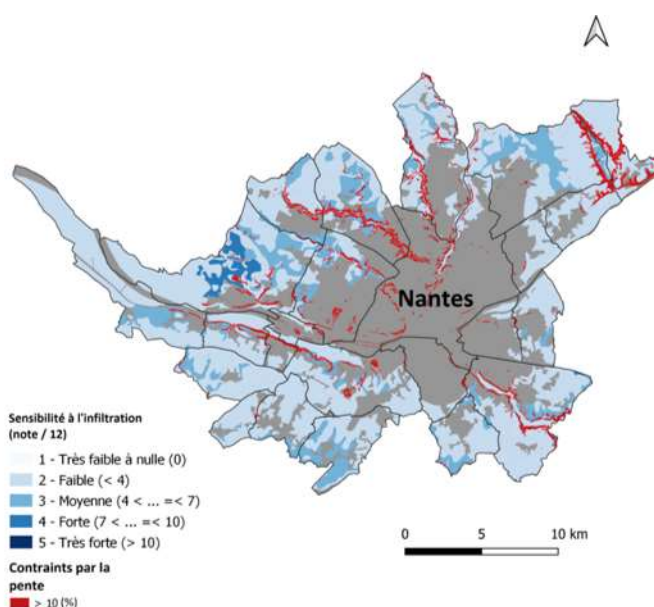 Nantes
Sensibilité à l'infiltration
(note / 12)
1 - Très faible à nulle (0)
2 - Faible (< 4)
3 - Moyenne (4 < ... =< 7)
4 - Forte (7 < ... =< 10)
5 - Très forte (> 10)
Contraints par la
pente
> 10 (%)
0 5 10 km